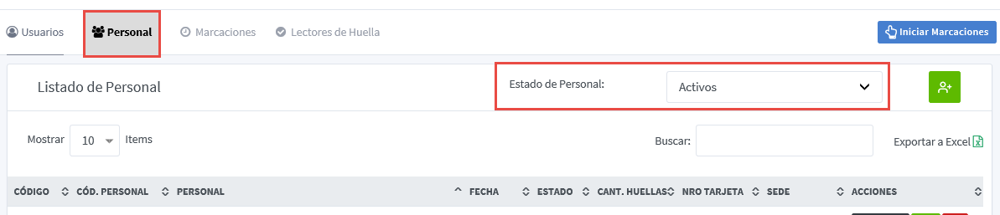 Usuarios Personal Marcaciones Lectores de Huella Iniciar Marcaciones
Listado de Personal Estado de Personal: Activos
Mostrar 10 Items Buscar: Exportar a Excel
CÓDIGO CÓD. PERSONAL PERSONAL FECHA ESTADO CANT. HUELLAS NRO TARJETA SEDE ACCIONES